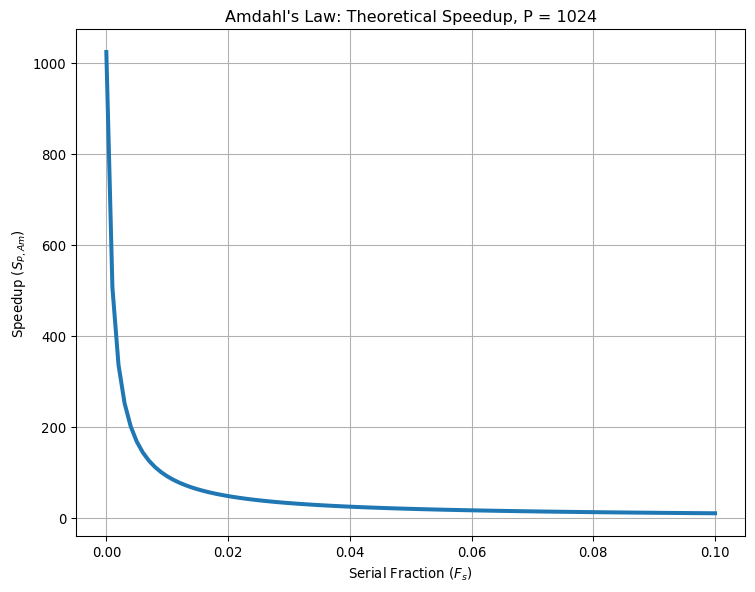 Amdahl's Law: Theoretical Speedup, P = 1024
1000
800
600
400
200
0
Speedup ($S_{P,Am}$)
0.00 0.02 0.04 0.06 0.08 0.10
Serial Fraction ($F_s$)